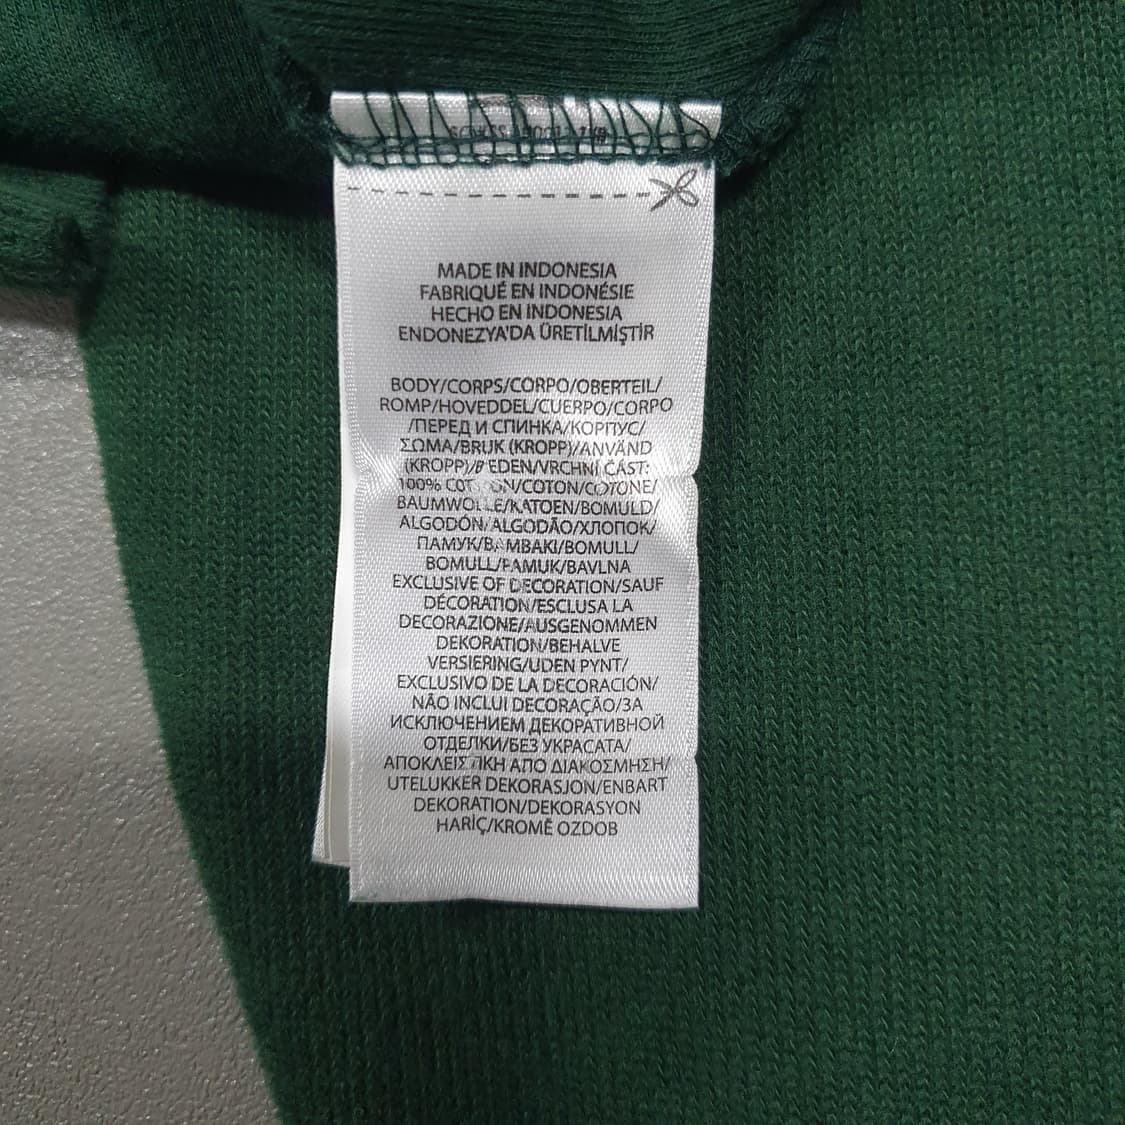 MADE IN INDONESIA
FABRIQUÉ EN INDONÉSIE
HECHO EN INDONESIA
ENDONEZYA'DA ÜRETİLMİŞTİR
BODY/CORPS/CORPO/OBERTEIL/
ROMP/HOVEDDEL/CUERPO/CORPO
/ПЕРЕД И СПИНКА/КОРПУС/
ΣΩΜΑ/BRUK (KROPP)/ANVÄND
(KROPP)/BEDEN/VRCHNÍ ČÁST:
100% COTTON/COTON/COTONE/
BAUMWOLLE/KATOEN/BOMULD/
ALGODÓN/ALGODÃO/ХЛОПОК/
ПАМУК/BAMBAKI/BOMULL/
BOMULL/PAMUK/BAVLNA
EXCLUSIVE OF DECORATION/SAUF
DÉCORATION/ESCLUSA LA
DECORAZIONE/AUSGENOMMEN
DEKORATION/BEHALVE
VERSIERING/UDEN PYNT/
EXCLUSIVO DE LA DECORACIÓN/
NÃO INCLUI DECORAÇÃO/ЗА
ИСКЛЮЧЕНИЕМ ДЕКОРАТИВНОЙ
ОТДЕЛКИ/БЕЗ УКРАСАТА/
ΑΠΟΚΛΕΙΣΤΙΚΗ ΑΠΟ ΔΙΑΚΟΣΜΗΣΗ/
UTELUKKER DEKORASJON/ENBART
DEKORATION/DEKORASYON
HARİÇ/KROMĚ OZDOB